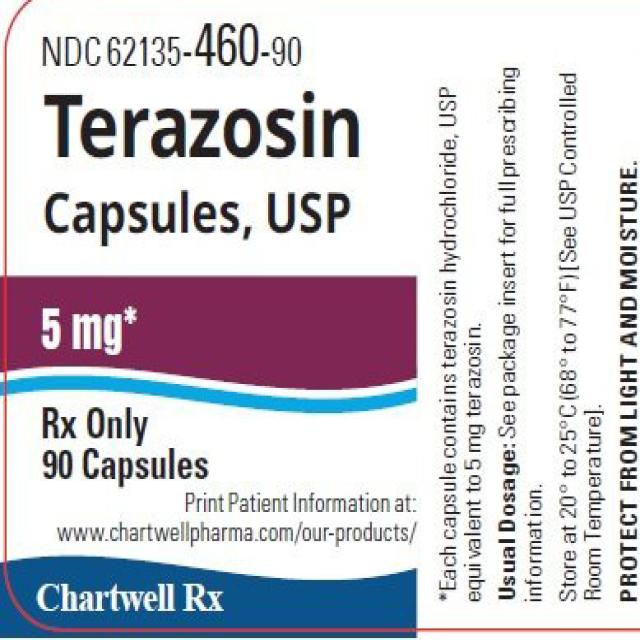 NDC 62135-460-90
Terazosin
Capsules, USP
5 mg*
Rx Only
90 Capsules
Print Patient Information at:
www.chartwellpharma.com/our-products/
Chartwell Rx
*Each capsule contains terazosin hydrochloride, USP
equivalent to 5 mg terazosin.
Usual Dosage: See package insert for full prescribing
information.
Store at 20° to 25°C (68° to 77°F) [See USP Controlled
Room Temperature].
PROTECT FROM LIGHT AND MOISTURE.